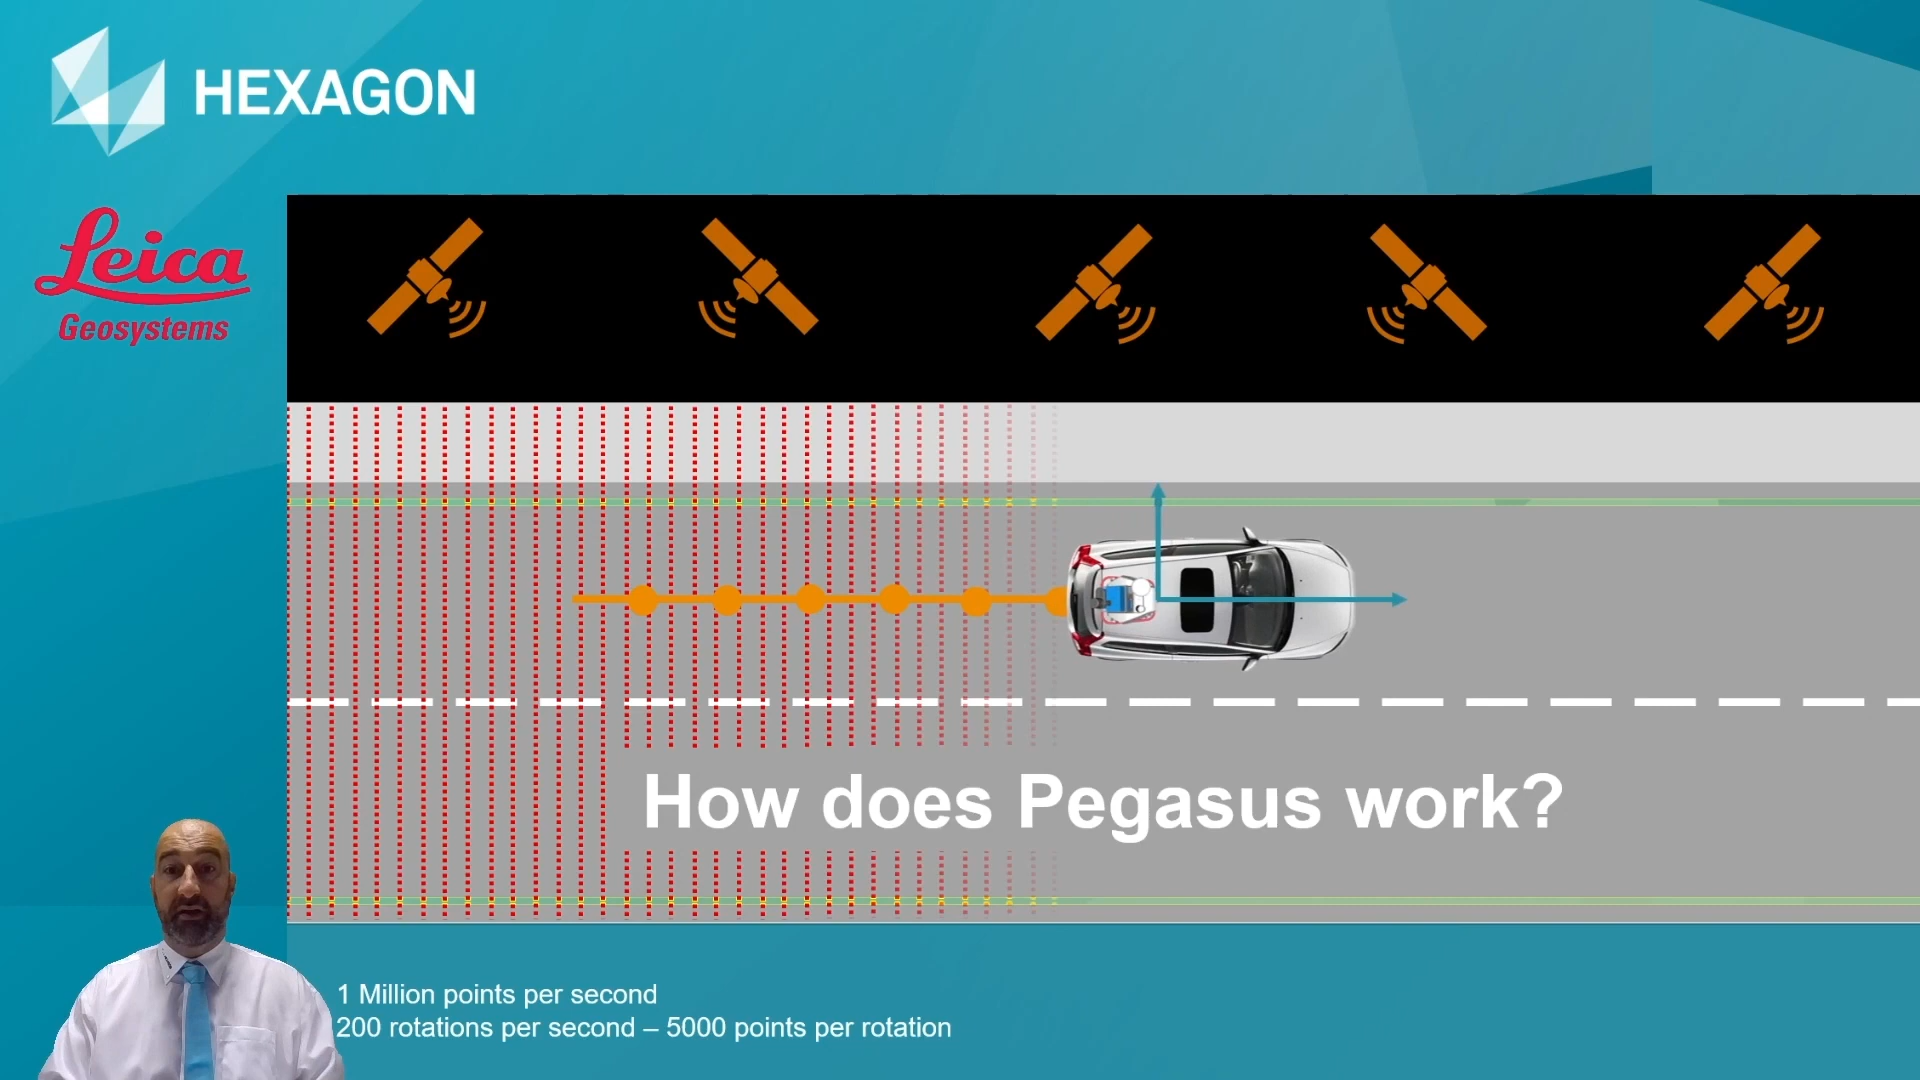 HEXAGON
Leica
Geosystems
How does Pegasus work?
1 Million points per second
200 rotations per second – 5000 points per rotation